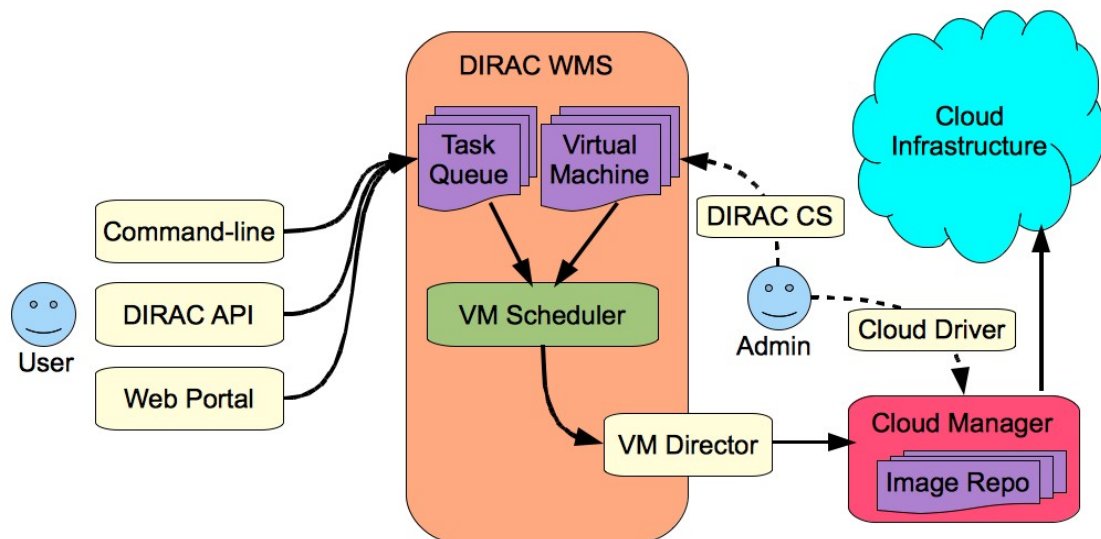 DIRAC WMS
Task
Queue
Virtual
Machine
Cloud
Infrastructure
Command-line
DIRAC API
Web Portal
User
VM Scheduler
DIRAC CS
Admin
Cloud Driver
VM Director
Cloud Manager
Image Repo